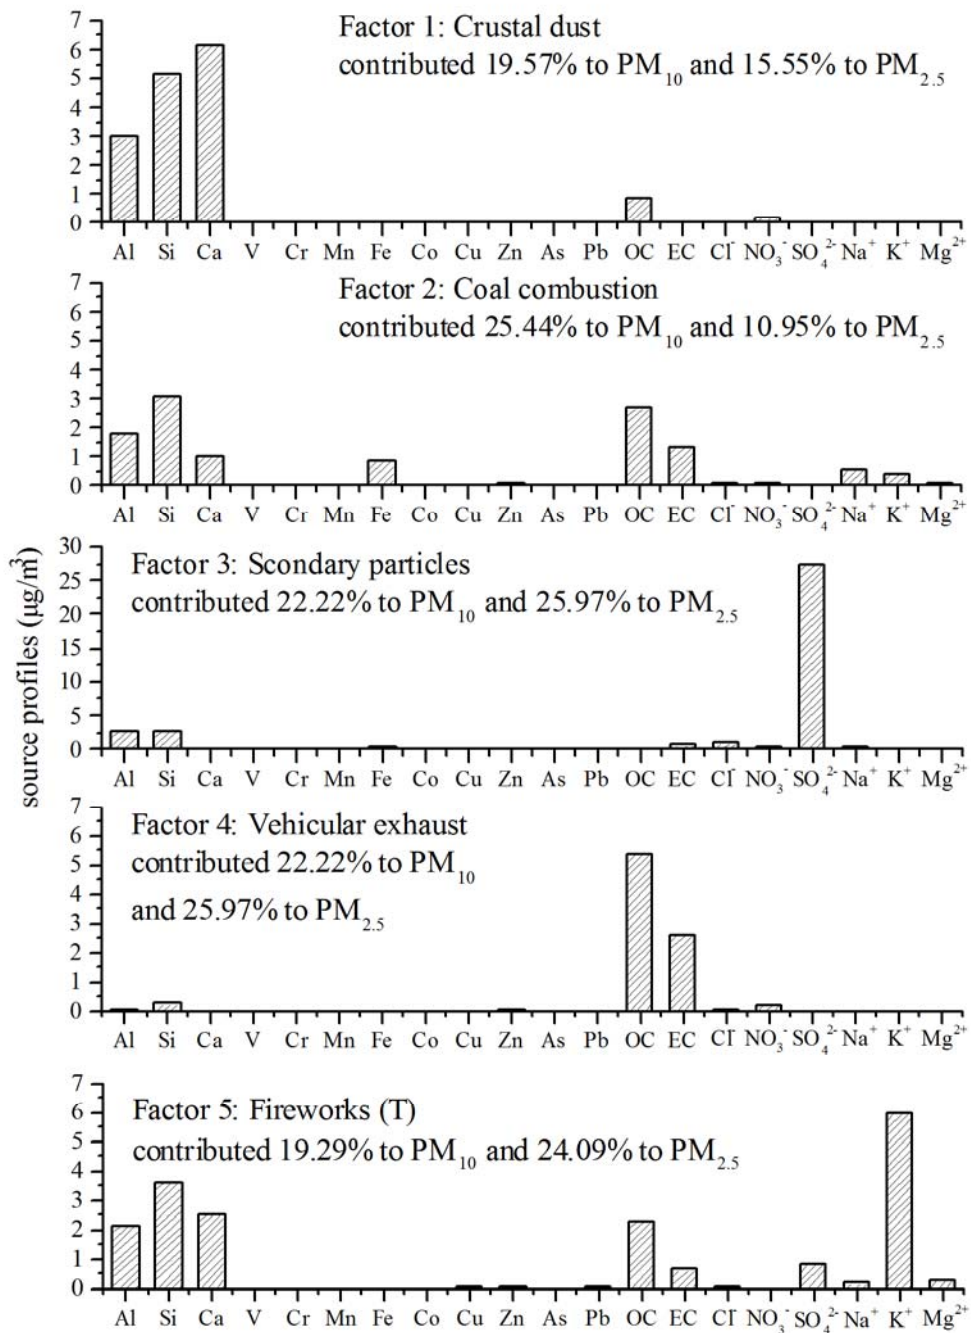 source profiles (μg/m³)
7
6
5
4
3
2
1
0
Factor 1: Crustal dust
contributed 19.57% to PM₁₀ and 15.55% to PM₂.₅
Al Si Ca V Cr Mn Fe Co Cu Zn As Pb OC EC Cl⁻ NO₃⁻ SO₄²⁻ Na⁺ K⁺ Mg²⁺
7
6
5
4
3
2
1
0
Factor 2: Coal combustion
contributed 25.44% to PM₁₀ and 10.95% to PM₂.₅
Al Si Ca V Cr Mn Fe Co Cu Zn As Pb OC EC Cl⁻ NO₃⁻ SO₄²⁻ Na⁺ K⁺ Mg²⁺
30
25
20
15
10
5
0
Factor 3: Scondary particles
contributed 22.22% to PM₁₀ and 25.97% to PM₂.₅
Al Si Ca V Cr Mn Fe Co Cu Zn As Pb OC EC Cl⁻ NO₃⁻ SO₄²⁻ Na⁺ K⁺ Mg²⁺
7
6
5
4
3
2
1
0
Factor 4: Vehicular exhaust
contributed 22.22% to PM₁₀
and 25.97% to PM₂.₅
Al Si Ca V Cr Mn Fe Co Cu Zn As Pb OC EC Cl⁻ NO₃⁻ SO₄²⁻ Na⁺ K⁺ Mg²⁺
7
6
5
4
3
2
1
0
Factor 5: Fireworks (T)
contributed 19.29% to PM₁₀ and 24.09% to PM₂.₅
Al Si Ca V Cr Mn Fe Co Cu Zn As Pb OC EC Cl⁻ NO₃⁻ SO₄²⁻ Na⁺ K⁺ Mg²⁺